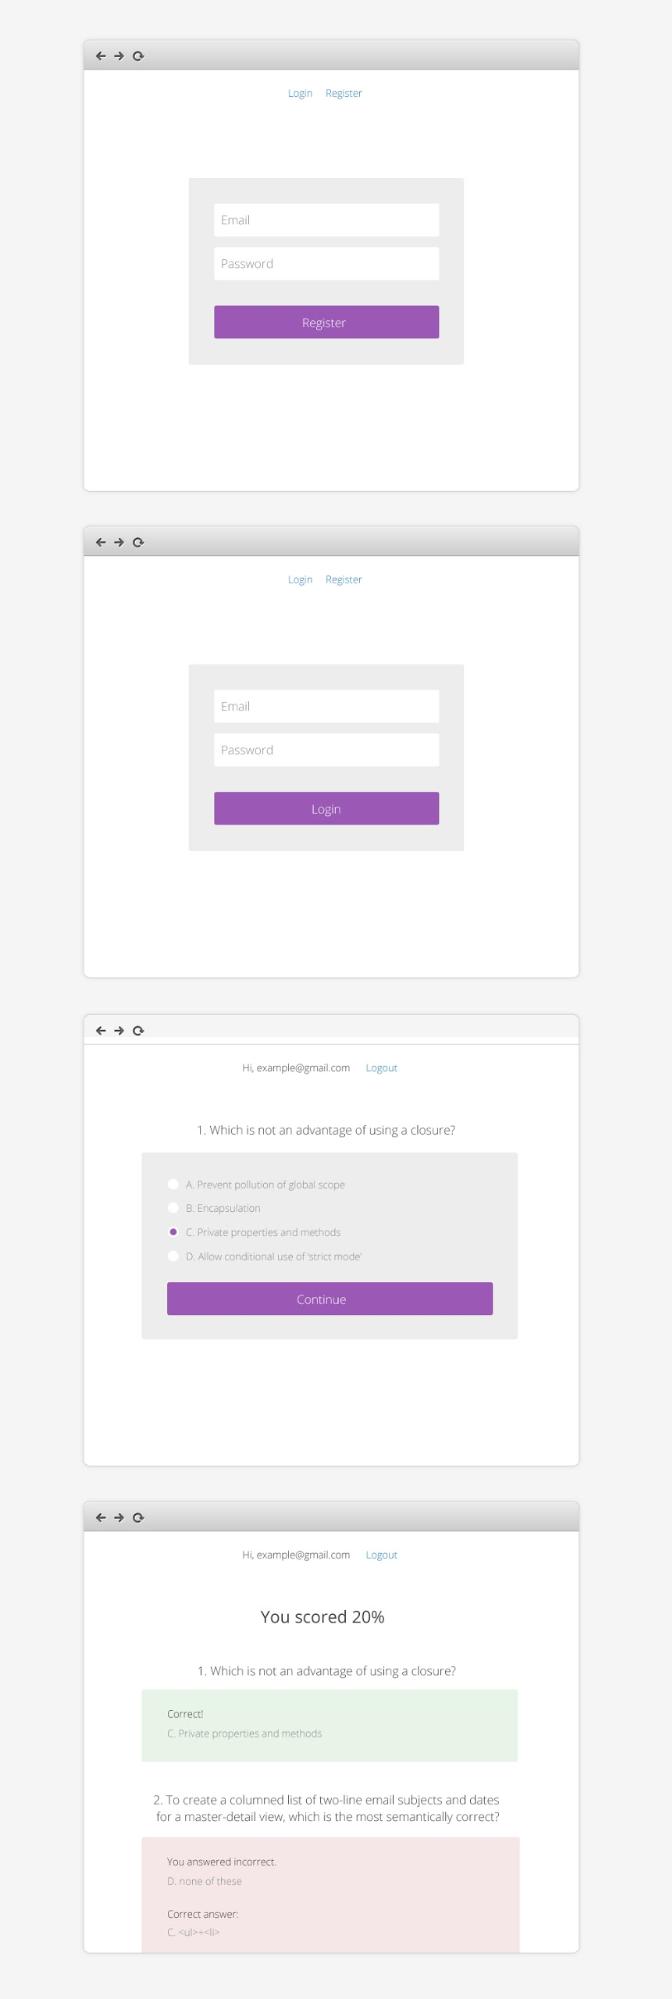 Login Register
Email
Password
Register
Login Register
Email
Password
Login
Hi, example@gmail.com Logout
1. Which is not an advantage of using a closure?
A. Prevent pollution of global scope
B. Encapsulation
C. Private properties and methods
D. Allow conditional use of 'strict mode'
Continue
Hi, example@gmail.com Logout
You scored 20%
1. Which is not an advantage of using a closure?
Correct!
C. Private properties and methods
2. To create a columned list of two-line email subjects and dates
for a master-detail view, which is the most semantically correct?
You answered incorrect.
D. none of these
Correct answer:
C. <ul>+<li>